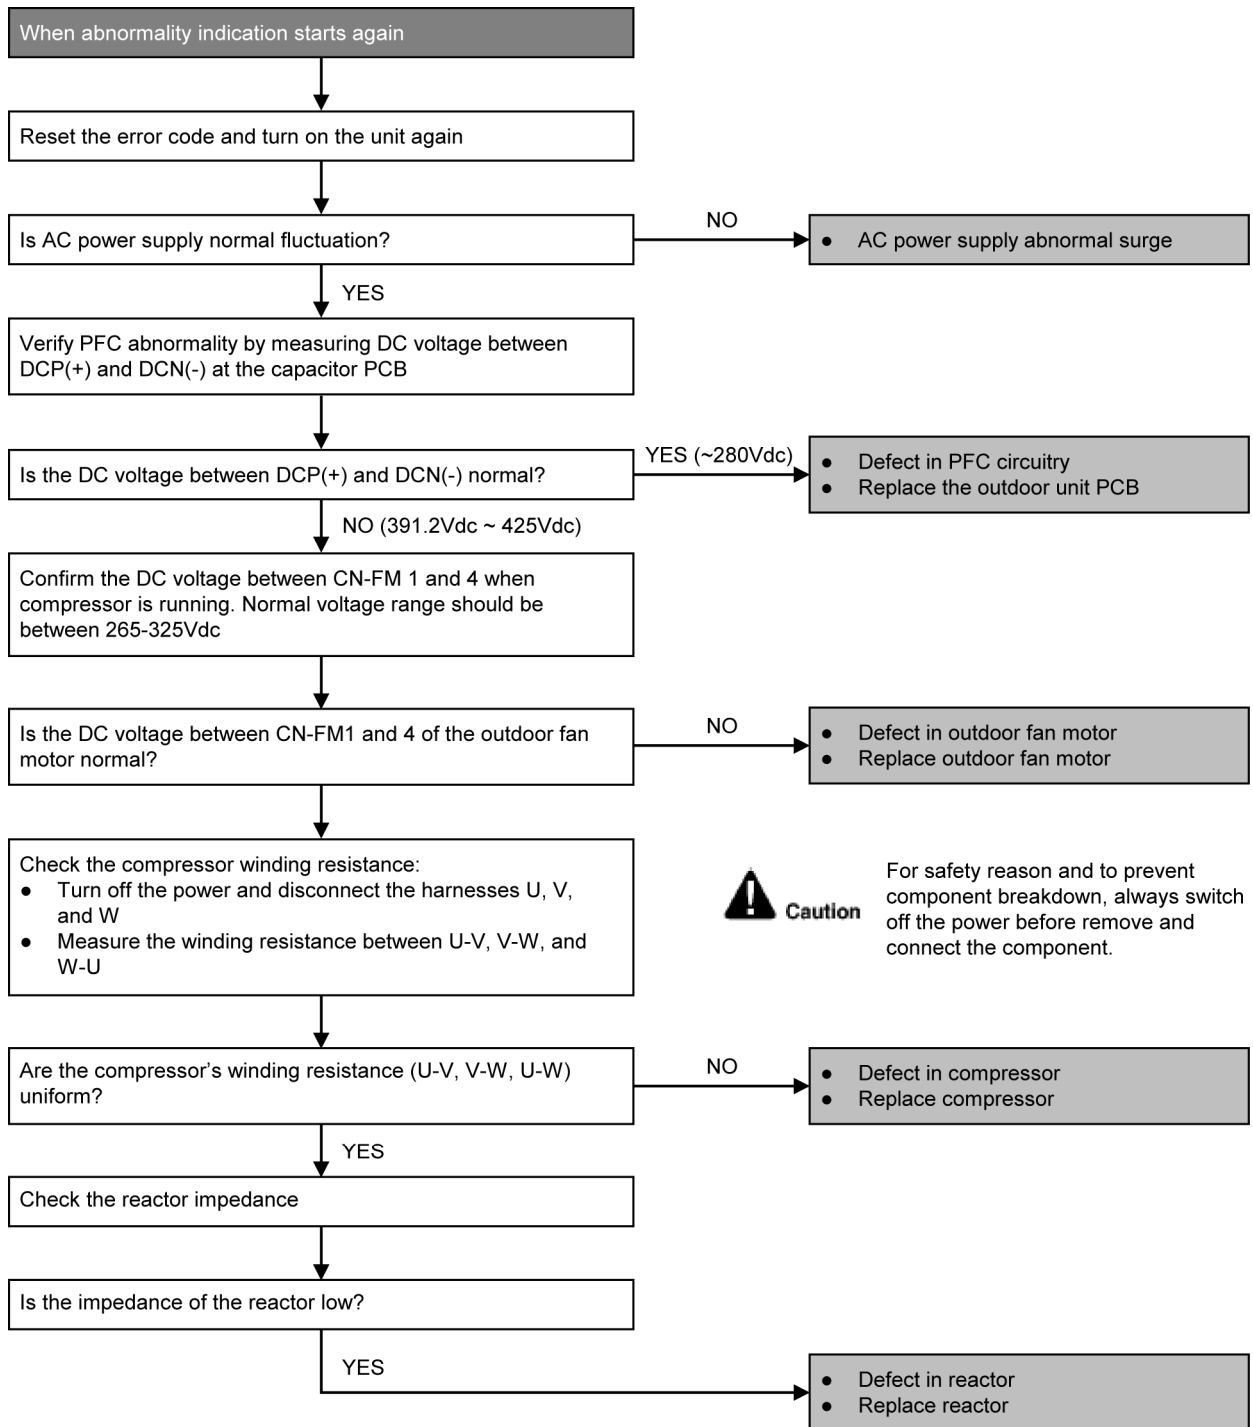 When abnormality indication starts again
Reset the error code and turn on the unit again
Is AC power supply normal fluctuation?
NO
● AC power supply abnormal surge
YES
Verify PFC abnormality by measuring DC voltage between
DCP(+) and DCN(-) at the capacitor PCB
Is the DC voltage between DCP(+) and DCN(-) normal?
YES (~280Vdc)
● Defect in PFC circuitry
● Replace the outdoor unit PCB
NO (391.2Vdc ~ 425Vdc)
Confirm the DC voltage between CN-FM 1 and 4 when
compressor is running. Normal voltage range should be
between 265-325Vdc
Is the DC voltage between CN-FM1 and 4 of the outdoor fan
motor normal?
NO
● Defect in outdoor fan motor
● Replace outdoor fan motor
Check the compressor winding resistance:
● Turn off the power and disconnect the harnesses U, V,
and W
● Measure the winding resistance between U-V, V-W, and
W-U
Caution
For safety reason and to prevent
component breakdown, always switch
off the power before remove and
connect the component.
Are the compressor’s winding resistance (U-V, V-W, U-W)
uniform?
NO
● Defect in compressor
● Replace compressor
YES
Check the reactor impedance
Is the impedance of the reactor low?
YES
● Defect in reactor
● Replace reactor